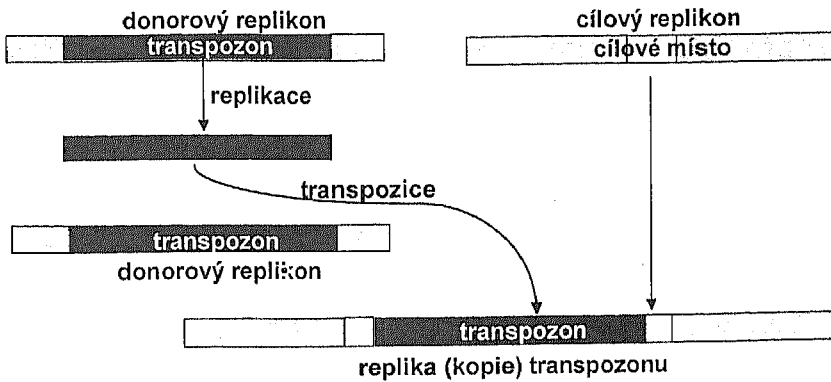 donorový replikon
transpozon
cílový replikon
cílové místo
replikace
transpozice
transpozon
donorový replikon
transpozon
replika (kopie) transpozonu